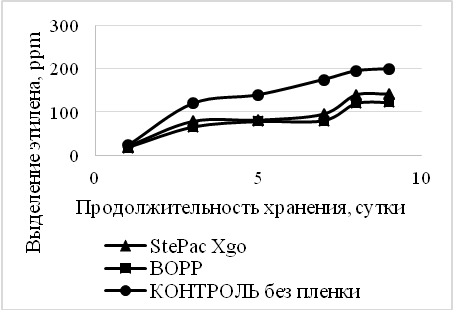 Выделение этилена, ppm
300
200
100
0
0 5 10
Продолжительность хранения, сутки
StePac Xgo
BOPP
КОНТРОЛЬ без пленки